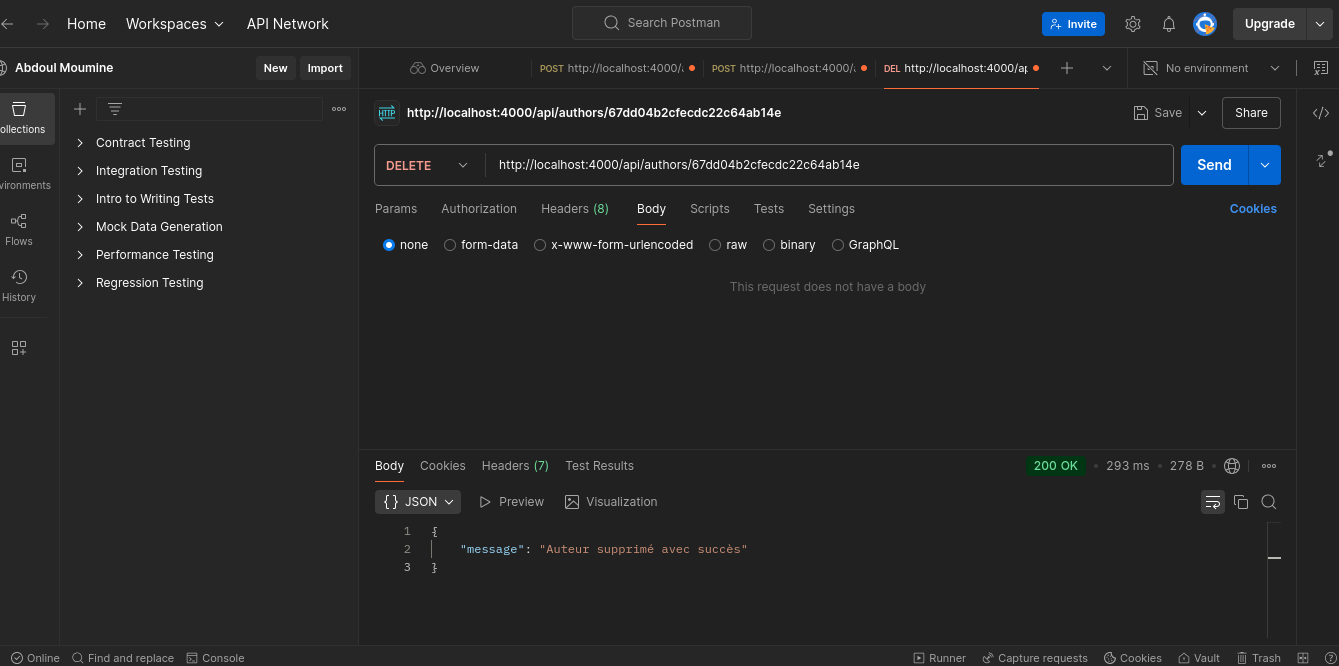 Home Workspaces API Network Search Postman Invite Upgrade
Abdoul Moumine New Import Overview POST http://localhost:4000/ POST http://localhost:4000/ DEL http://localhost:4000/ap No environment
HTTP http://localhost:4000/api/authors/67dd04b2cfecdc22c64ab14e Save Share
ollections
Contract Testing
Integration Testing
Intro to Writing Tests
Mock Data Generation
Performance Testing
Regression Testing
vironments
Flows
History
DELETE http://localhost:4000/api/authors/67dd04b2cfecdc22c64ab14e Send
Params Authorization Headers (8) Body Scripts Tests Settings Cookies
none form-data x-www-form-urlencoded raw binary GraphQL
This request does not have a body
Body Cookies Headers (7) Test Results 200 OK • 293 ms • 278 B •
{} JSON Preview Visualization
1 {
2 "message": "Auteur supprimé avec succès"
3 }
Online Find and replace Console Runner Capture requests Cookies Vault Trash